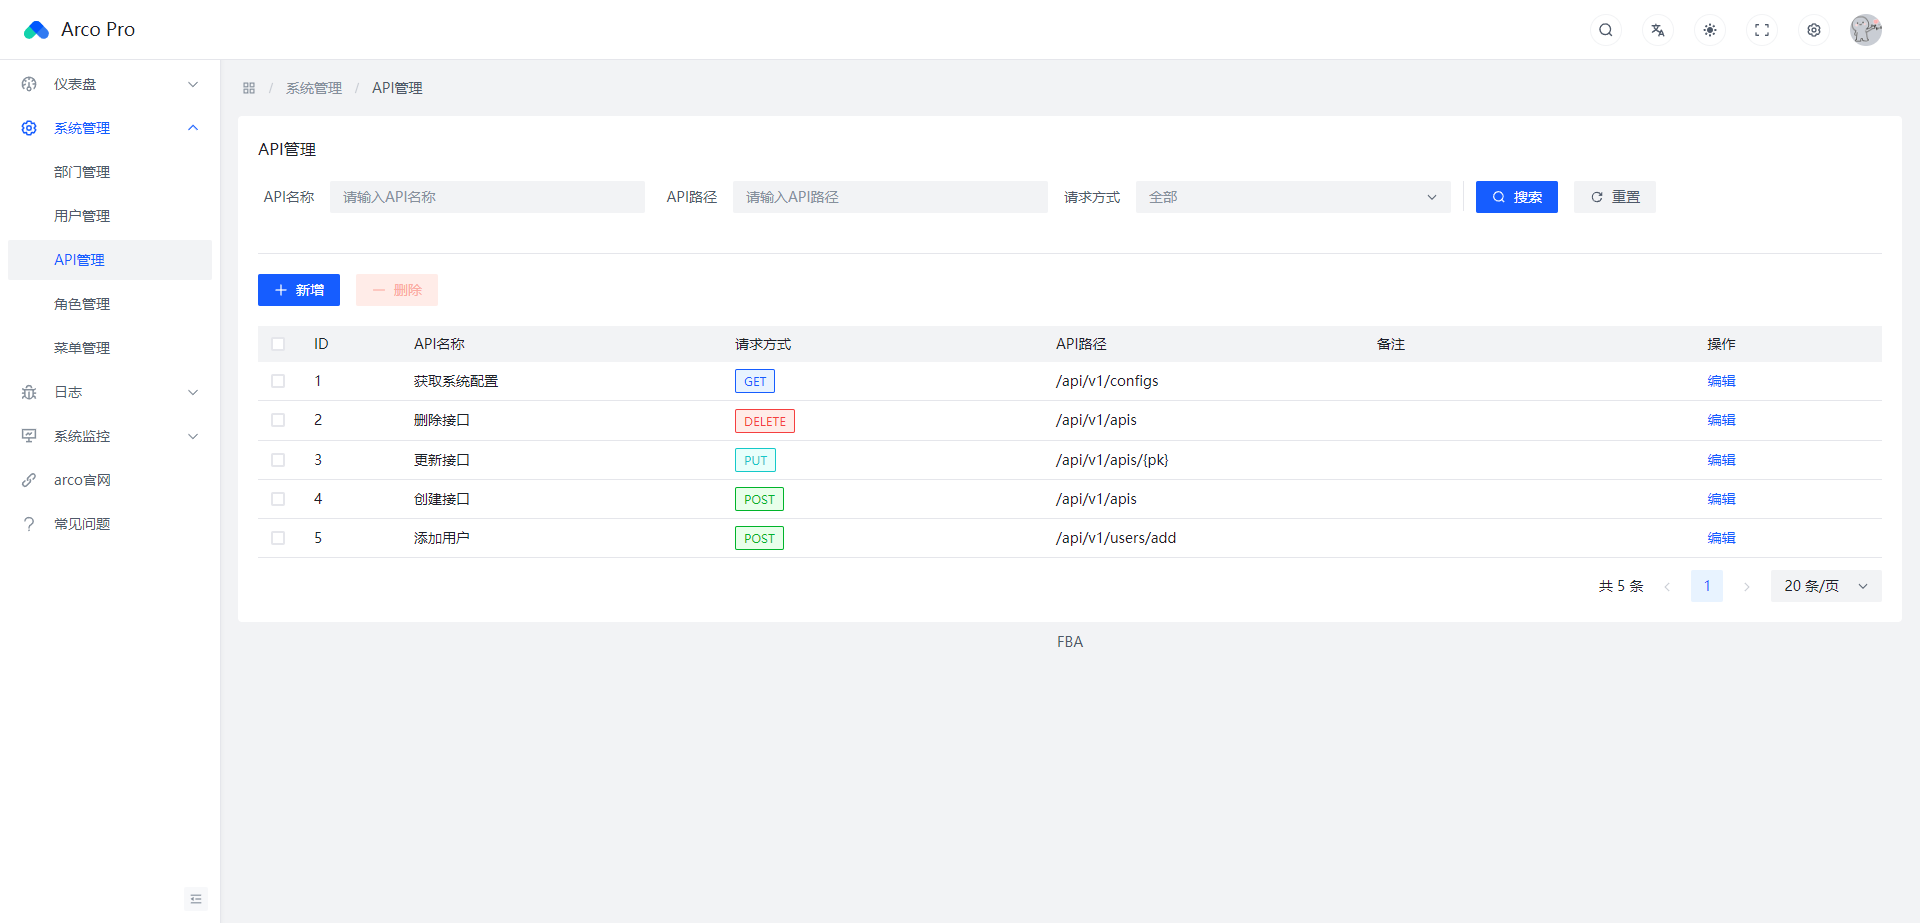 Arco Pro
仪表盘
系统管理
部门管理
用户管理
API管理
角色管理
菜单管理
日志
系统监控
arco官网
常见问题
/ 系统管理 / API管理
API管理
API名称 请输入API名称 API路径 请输入API路径 请求方式 全部 搜索 重置
新增 删除
ID API名称 请求方式 API路径 备注 操作
1 获取系统配置 GET /api/v1/configs 编辑
2 删除接口 DELETE /api/v1/apis 编辑
3 更新接口 PUT /api/v1/apis/{pk} 编辑
4 创建接口 POST /api/v1/apis 编辑
5 添加用户 POST /api/v1/users/add 编辑
共 5 条 1 20 条/页
FBA